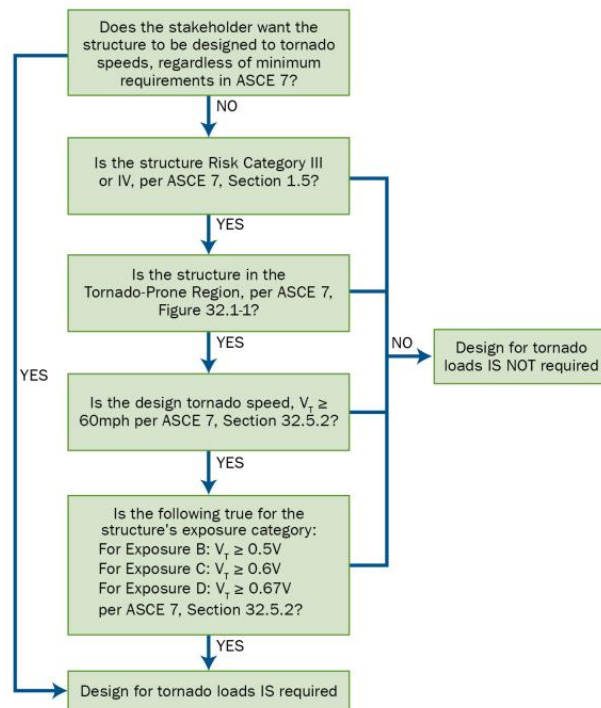 Does the stakeholder want the
structure to be designed to tornado
speeds, regardless of minimum
requirements in ASCE 7?
NO
Is the structure Risk Category III
or IV, per ASCE 7, Section 1.5?
YES
Is the structure in the
Tornado-Prone Region, per ASCE 7,
Figure 32.1-1?
NO
Design for tornado
loads IS NOT required
YES
YES
Is the design tornado speed, V_T ≥
60mph per ASCE 7, Section 32.5.2?
YES
Is the following true for the
structure's exposure category:
For Exposure B: V_T ≥ 0.5V
For Exposure C: V_T ≥ 0.6V
For Exposure D: V_T ≥ 0.67V
per ASCE 7, Section 32.5.2?
YES
Design for tornado loads IS required